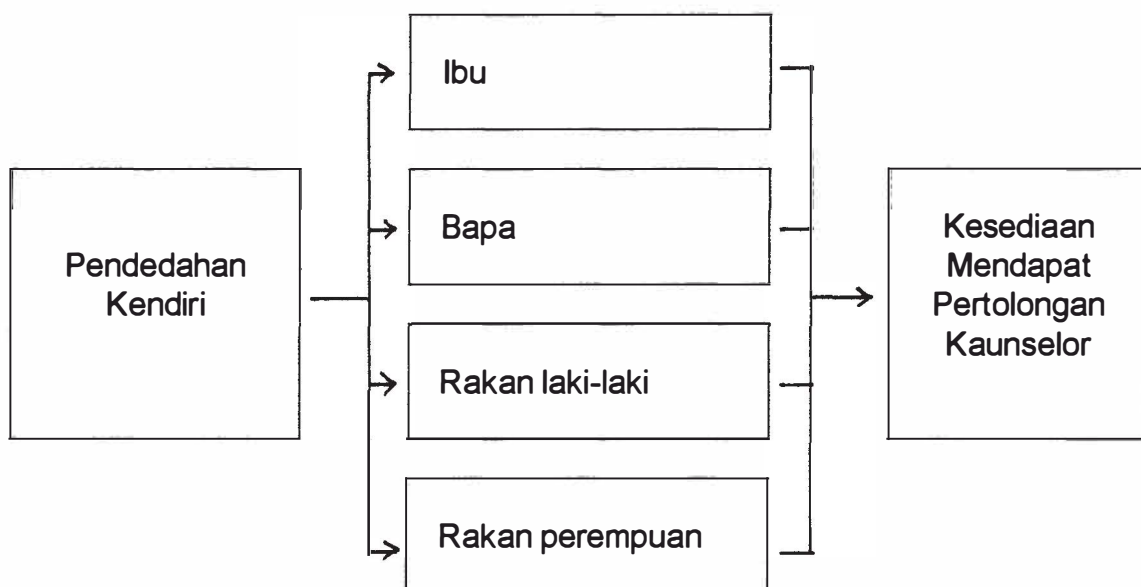 Ibu
Bapa
Pendedahan
Kendiri
Rakan laki-laki
Rakan perempuan
Kesediaan
Mendapat
Pertolongan
Kaunselor